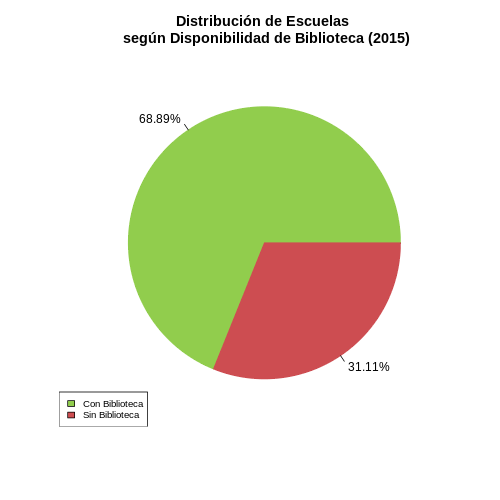 Distribución de Escuelas
según Disponibilidad de Biblioteca (2015)
68.89%
31.11%
Con Biblioteca
Sin Biblioteca